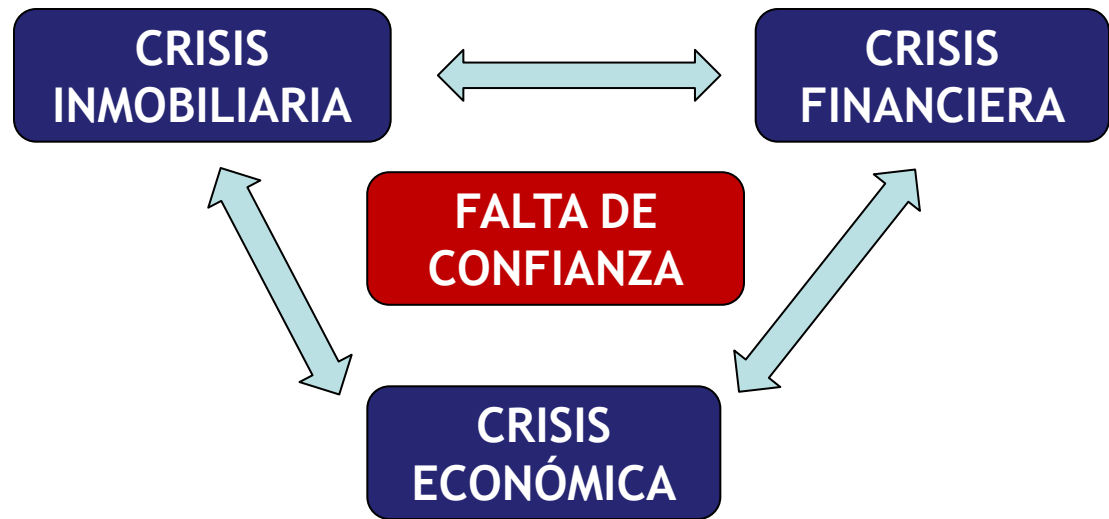 CRISIS
INMOBILIARIA
CRISIS
FINANCIERA
FALTA DE
CONFIANZA
CRISIS
ECONÓMICA